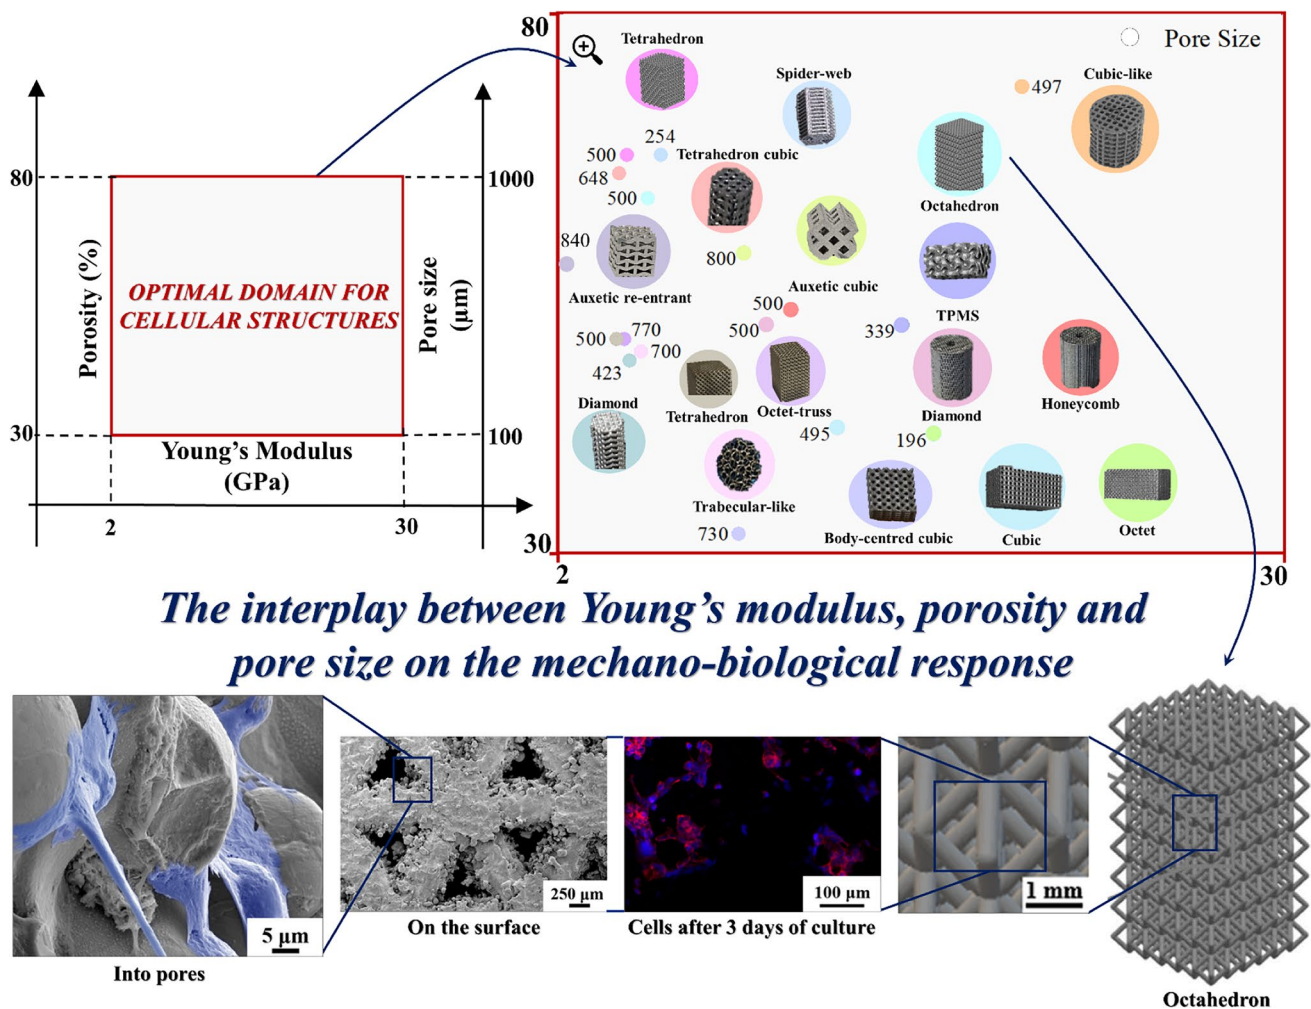 80
Porosity (%)
30
OPTIMAL DOMAIN FOR
CELLULAR STRUCTURES
Young's Modulus
(GPa)
2
30
1000
Pore size
(μm)
100
80
30
2
30
Pore Size
Tetrahedron
Spider-web
497
Cubic-like
254
500
Tetrahedron cubic
648
500
Octahedron
840
800
Auxetic re-entrant
Auxetic cubic
500
TPMS
500
770
500
339
700
423
Diamond
Tetrahedron
Octet-truss
Diamond
Honeycomb
495
196
Trabecular-like
730
Body-centred cubic
Cubic
Octet
The interplay between Young's modulus, porosity and
pore size on the mechano-biological response
5 μm
Into pores
250 μm
On the surface
100 μm
Cells after 3 days of culture
1 mm
Octahedron